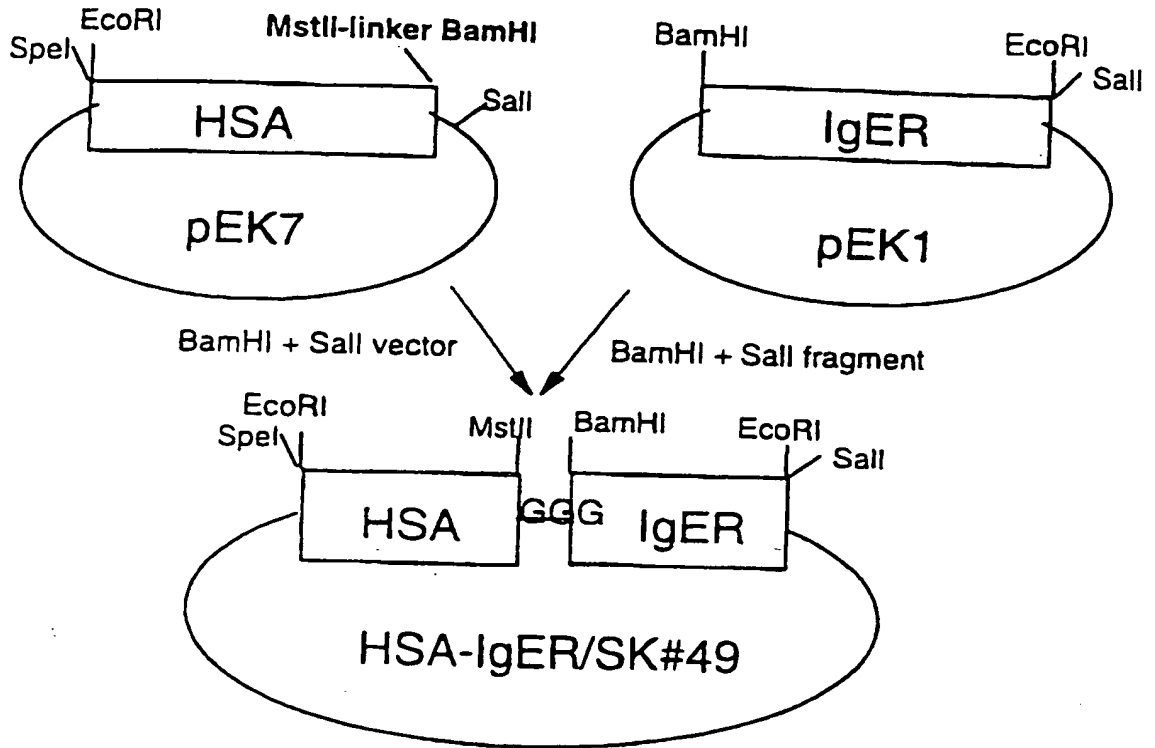 EcoRI
SpeI
MstII-linker BamHI
SalI
HSA
pEK7
BamHI
EcoRI
SalI
IgER
pEK1
BamHI + SalI vector
BamHI + SalI fragment
EcoRI
SpeI
MstII
BamHI
EcoRI
SalI
HSA
GGG
IgER
HSA-IgER/SK#49